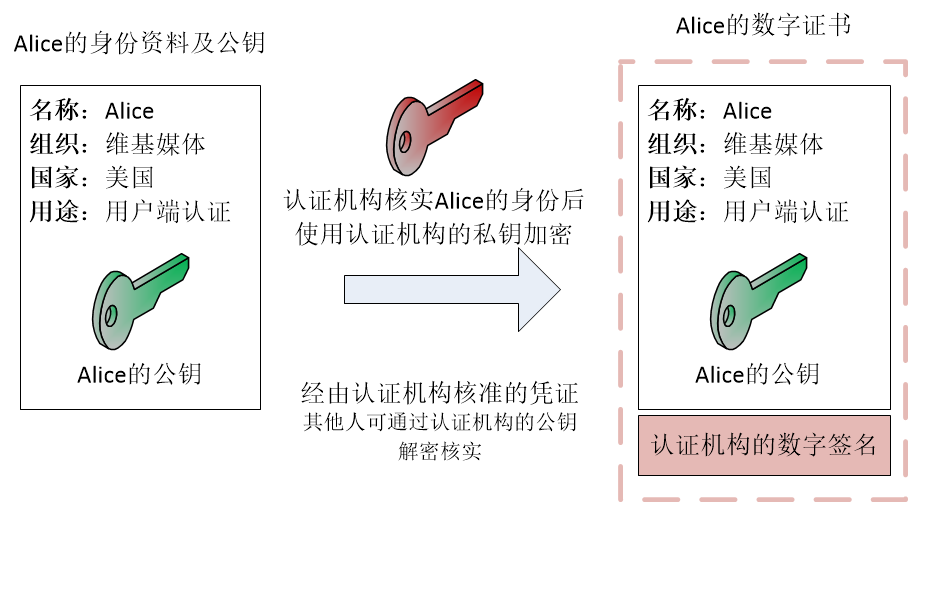 Alice的身份资料及公钥
名称：Alice
组织：维基媒体
国家：美国
用途：用户端认证
Alice的公钥
认证机构核实Alice的身份后
使用认证机构的私钥加密
经由认证机构核准的凭证
其他人可通过认证机构的公钥
解密核实
Alice的数字证书
名称：Alice
组织：维基媒体
国家：美国
用途：用户端认证
Alice的公钥
认证机构的数字签名